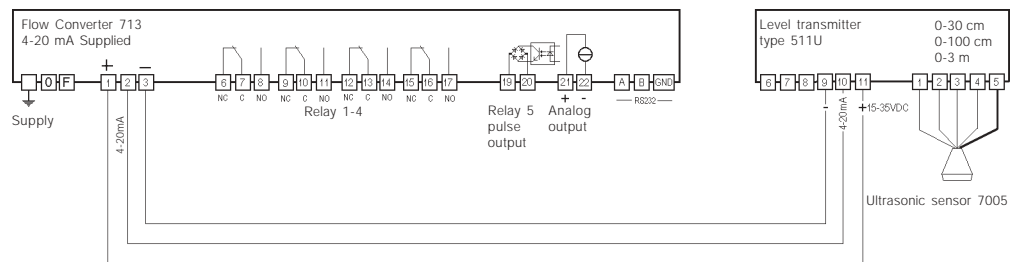 Flow Converter 713
4-20 mA Supplied
+
–
0 F 1 2 3 6 7 8 9 10 11 12 13 14 15 16 17 19 20 21 22 A B GND
NC C NO NC C NO NC C NO NC C NO
+ -
RS232
Supply
4-20mA
Relay 1-4
Relay 5
pulse
output
Analog
output
Level transmitter
type 511U
0-30 cm
0-100 cm
0-3 m
6 7 8 9 10 11 1 2 3 4 5
-
4-20mA
+15-35VDC
Ultrasonic sensor 7005